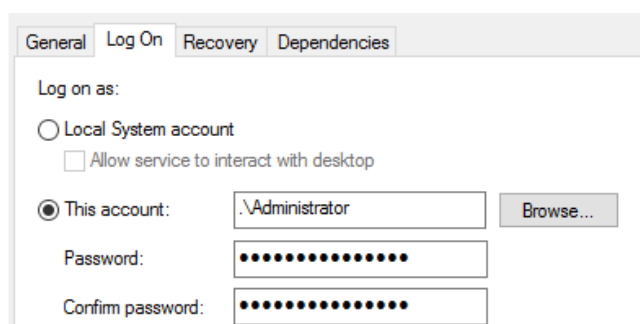 General Log On Recovery Dependencies
Log on as:
Local System account
Allow service to interact with desktop
This account: .\Administrator Browse...
Password: •••••••••••••••
Confirm password: •••••••••••••••